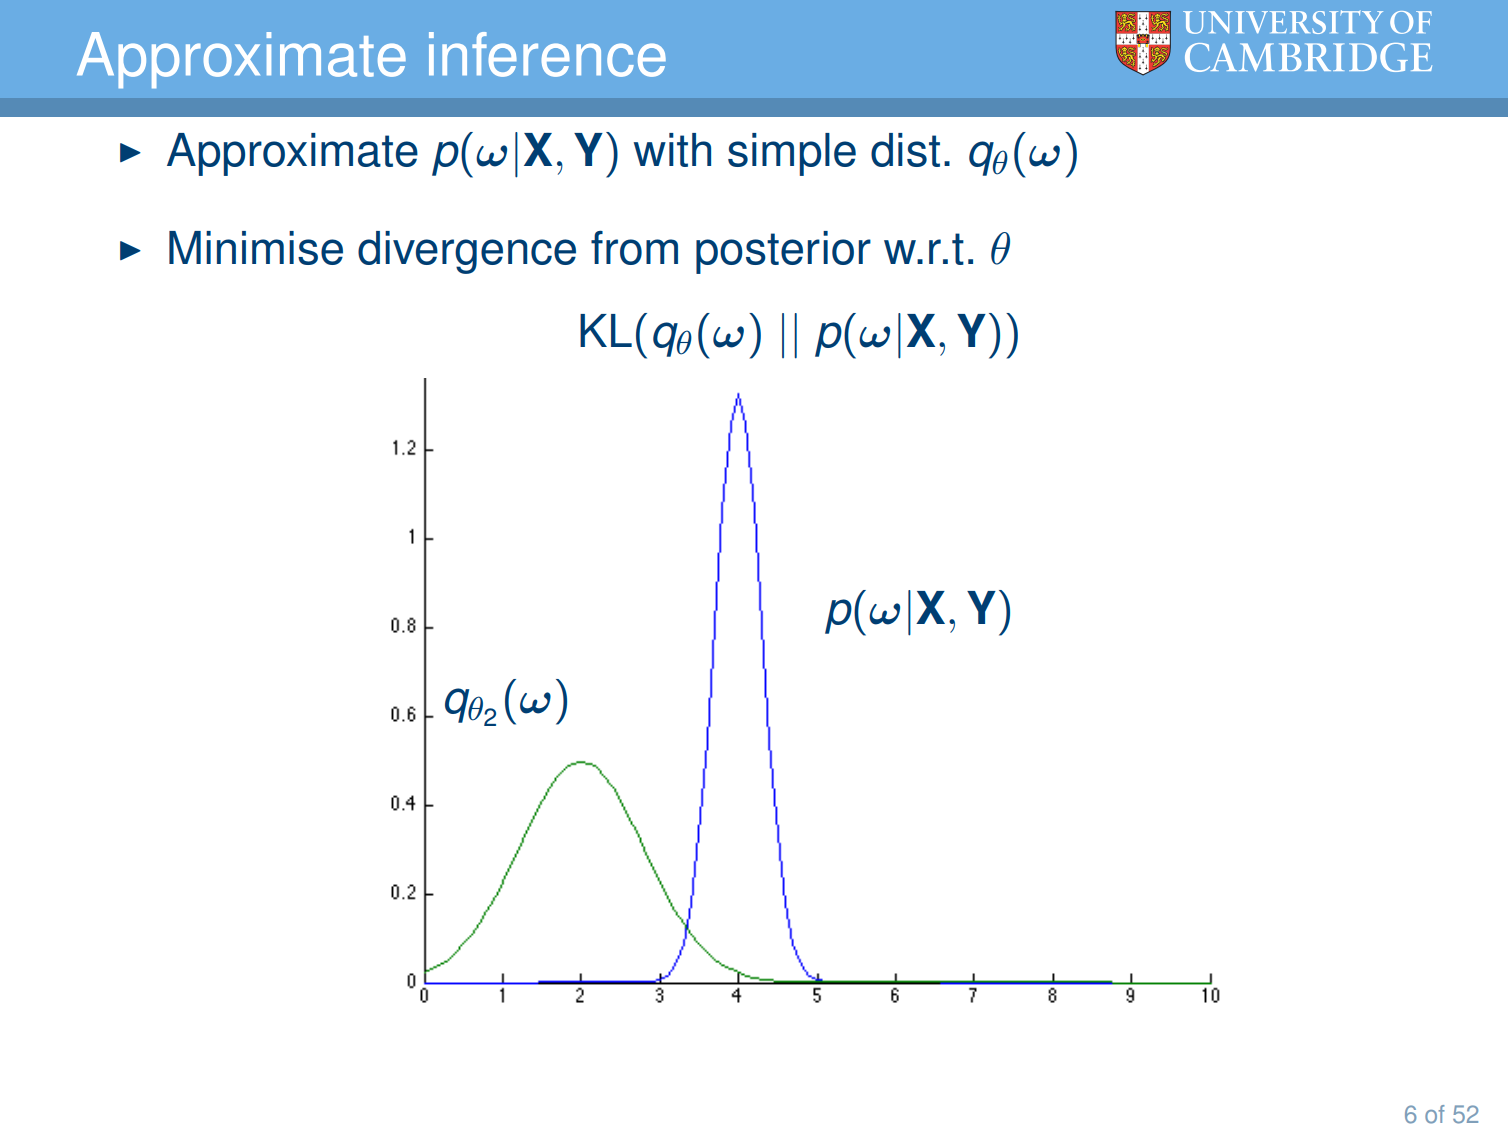 Approximate inference
UNIVERSITY OF
CAMBRIDGE
▶ Approximate p(ω|X, Y) with simple dist. qθ(ω)
▶ Minimise divergence from posterior w.r.t. θ
KL(qθ(ω) || p(ω|X, Y))
1.2
1
0.8
p(ω|X, Y)
0.6
qθ₂(ω)
0.4
0.2
0
0 1 2 3 4 5 6 7 8 9 10
6 of 52